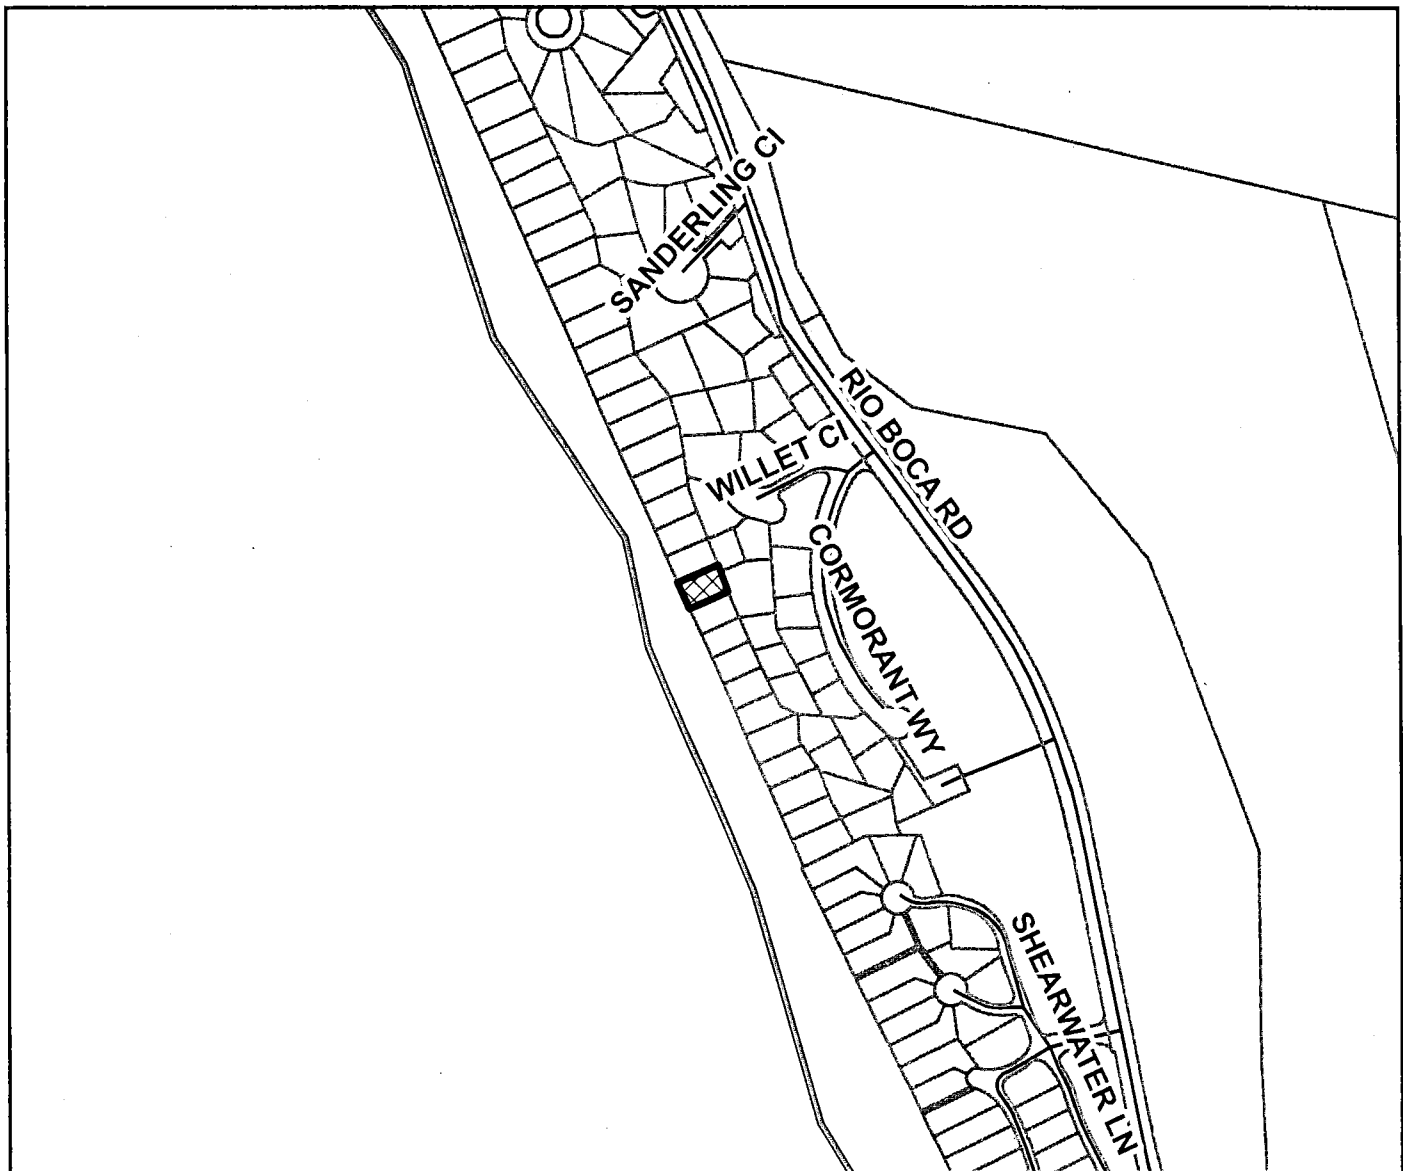 SANDERLING CI
RIO BOCA RD
WILLET CI
CORMORANT WY
SHEARWATER LN